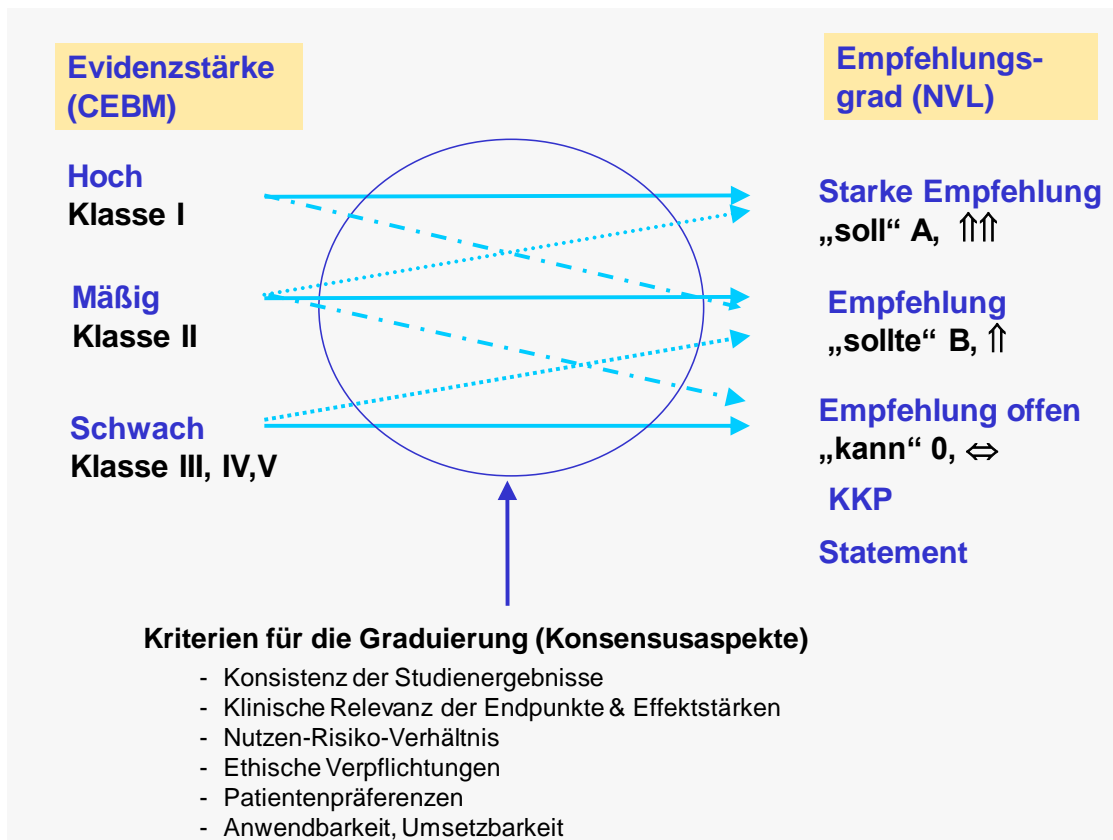 Evidenzstärke
(CEBM)
Empfehlungs-
grad (NVL)
Hoch
Klasse I
Starke Empfehlung
„soll“ A, ⇑⇑
Mäßig
Klasse II
Empfehlung
„sollte“ B, ⇑
Schwach
Klasse III, IV,V
Empfehlung offen
„kann“ 0, ⇔
KKP
Statement
Kriterien für die Graduierung (Konsensusaspekte)
- Konsistenz der Studienergebnisse
- Klinische Relevanz der Endpunkte & Effektstärken
- Nutzen-Risiko-Verhältnis
- Ethische Verpflichtungen
- Patientenpräferenzen
- Anwendbarkeit, Umsetzbarkeit